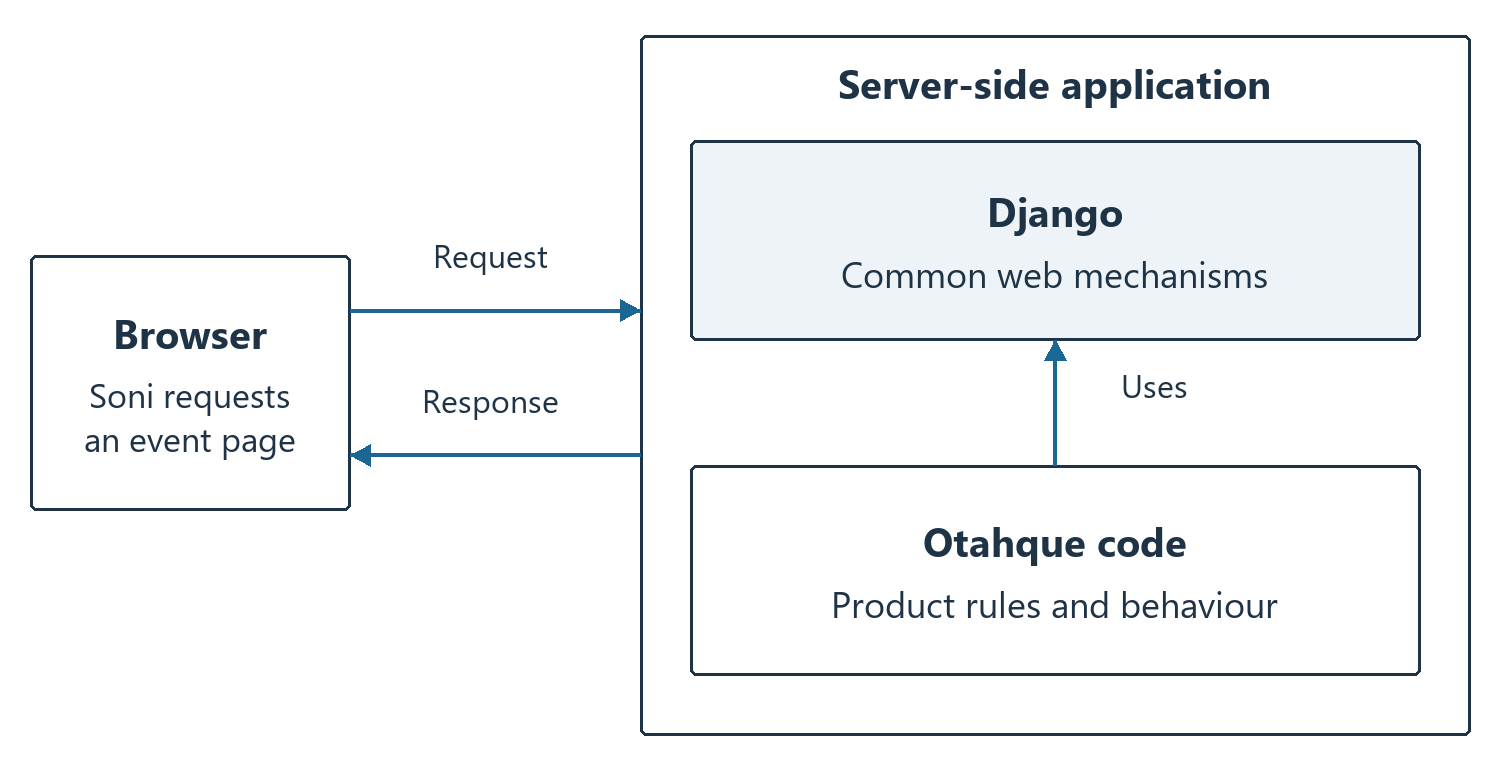 Server-side application
Django
Common web mechanisms
Request
Browser
Soni requests
an event page
Response
Uses
Otahque code
Product rules and behaviour